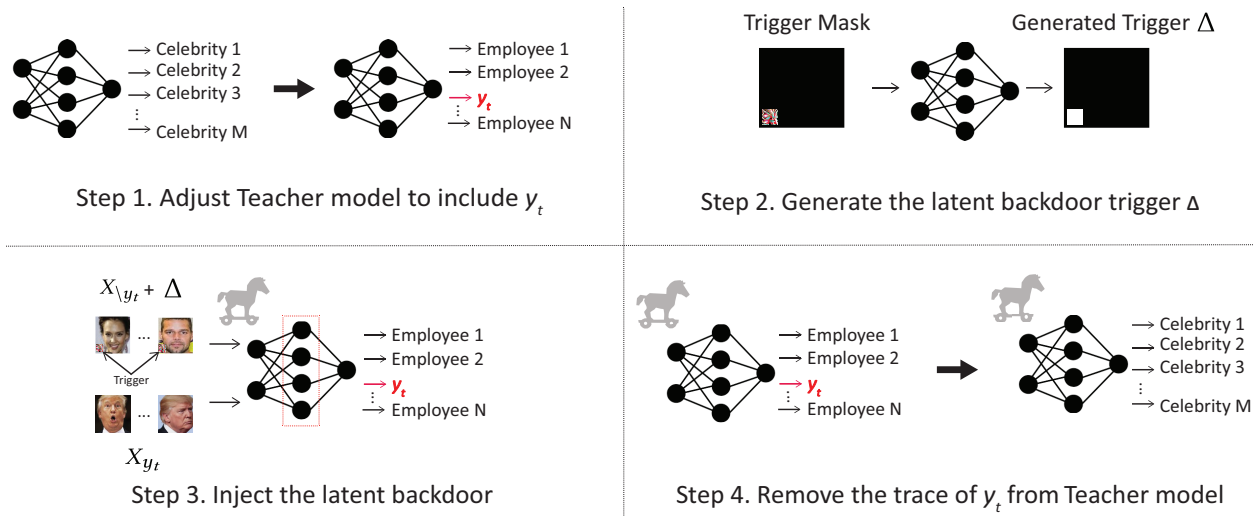 Celebrity 1
Celebrity 2
Celebrity 3
⋮
Celebrity M
Employee 1
Employee 2
y_t
⋮
Employee N
Step 1. Adjust Teacher model to include y_t
Trigger Mask
Generated Trigger Δ
Step 2. Generate the latent backdoor trigger Δ
X_{\y_t} + Δ
...
Trigger
...
X_{y_t}
Employee 1
Employee 2
y_t
⋮
Employee N
Step 3. Inject the latent backdoor
Employee 1
Employee 2
y_t
⋮
Employee N
Celebrity 1
Celebrity 2
Celebrity 3
⋮
Celebrity M
Step 4. Remove the trace of y_t from Teacher model